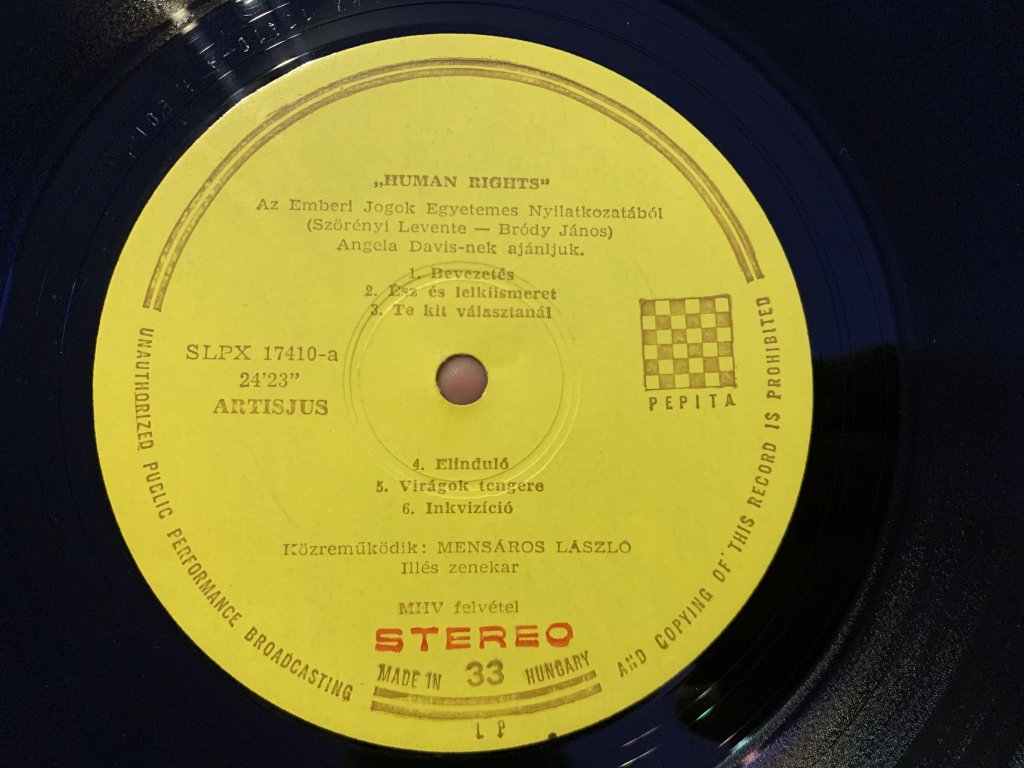 „HUMAN RIGHTS"
Az Emberi Jogok Egyetemes Nyilatkozatából
(Szörényi Levente — Bródy János)
Angela Davis-nek ajánljuk.
1. Bevezetés
2. Ész és lelkiismeret
3. Te kit választanál
SLPX 17410-a
24'23"
ARTISJUS
PEPITA
4. Elinduló
5. Virágok tengere
6. Inkvizíció
Közreműködik: MENSÁROS LÁSZLÓ
Illés zenekar
MHV felvétel
STEREO
MADE IN 33 HUNGARY
LP
UNAUTHORIZED PUCLIC PERFORMANCE BROADCASTING
AND COPYING OF THIS RECORD IS PROHIBITED